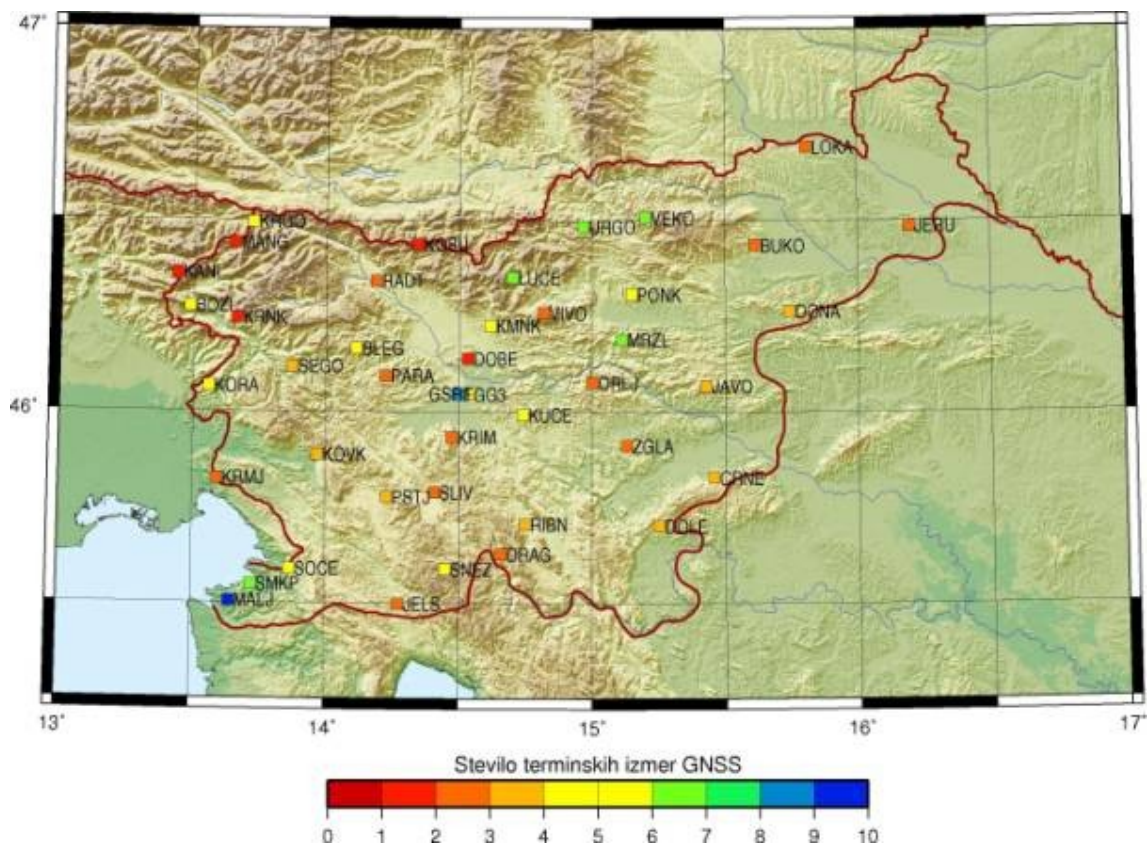 47°
LOKA
KRGO
URGO
VEKO
JERU
MANG
KOSU
BUKO
KANI
RADT
LUCE
PONK
BOZI
KRNK
VIVO
DONA
KMNK
BLEG
MRZL
SEGO
DOBE
KORA
PARA
ORLJ
JAVO
46°
KUCE
KRIM
ZGLA
KOVK
KRMJ
CRNE
PSTJ
SLIV
RIBN
DOLE
DRAG
SOCE
SNEZ
SMKP
MALJ
JELS
13° 14° 15° 16° 17°
Stevilo terminskih izmer GNSS
0 1 2 3 4 5 6 7 8 9 10